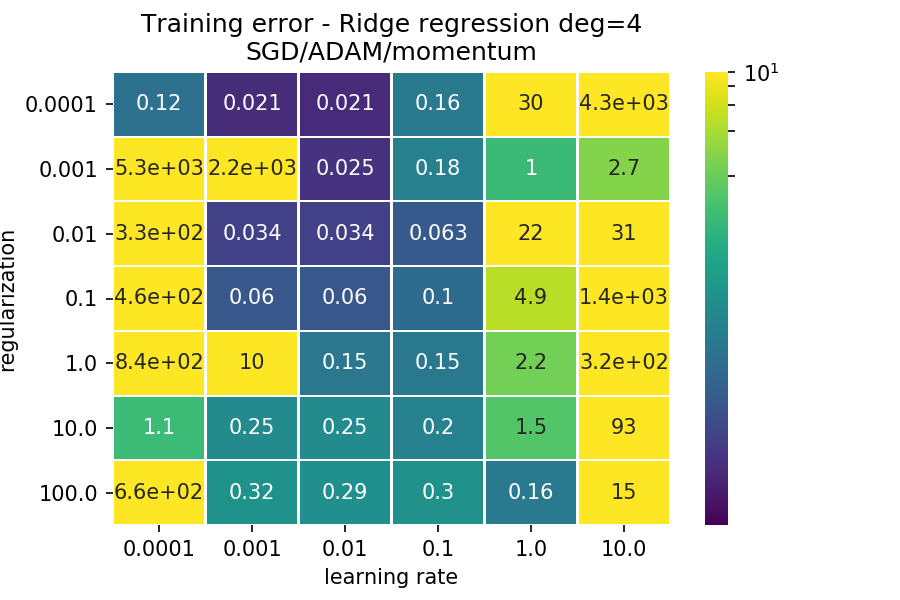 Training error - Ridge regression deg=4
SGD/ADAM/momentum
10¹
0.0001 0.12 0.021 0.021 0.16 30 4.3e+03
0.001 5.3e+03 2.2e+03 0.025 0.18 1 2.7
0.01 3.3e+02 0.034 0.034 0.063 22 31
0.1 4.6e+02 0.06 0.06 0.1 4.9 1.4e+03
1.0 8.4e+02 10 0.15 0.15 2.2 3.2e+02
10.0 1.1 0.25 0.25 0.2 1.5 93
100.0 6.6e+02 0.32 0.29 0.3 0.16 15
0.0001 0.001 0.01 0.1 1.0 10.0
learning rate
regularization